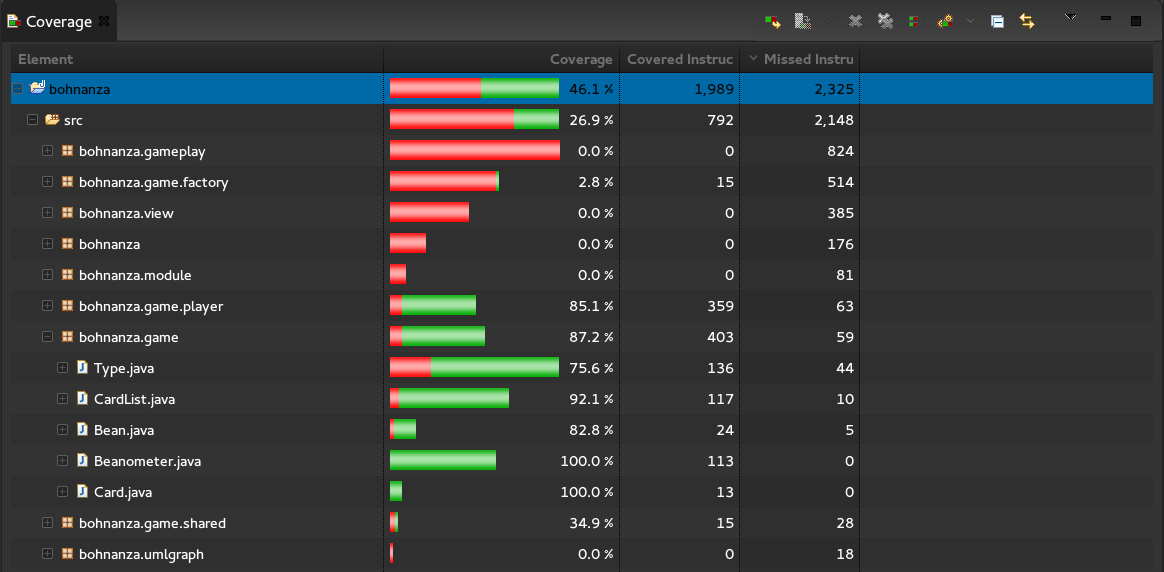 Coverage
Element Coverage Covered Instruc Missed Instru
bohnanza 46.1 % 1,989 2,325
src 26.9 % 792 2,148
bohnanza.gameplay 0.0 % 0 824
bohnanza.game.factory 2.8 % 15 514
bohnanza.view 0.0 % 0 385
bohnanza 0.0 % 0 176
bohnanza.module 0.0 % 0 81
bohnanza.game.player 85.1 % 359 63
bohnanza.game 87.2 % 403 59
Type.java 75.6 % 136 44
CardList.java 92.1 % 117 10
Bean.java 82.8 % 24 5
Beanometer.java 100.0 % 113 0
Card.java 100.0 % 13 0
bohnanza.game.shared 34.9 % 15 28
bohnanza.umlgraph 0.0 % 0 18